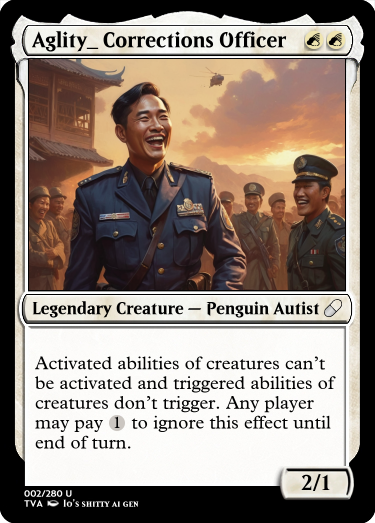 Aglity_ Corrections Officer
Legendary Creature — Penguin Autist
Activated abilities of creatures can't
be activated and triggered abilities of
creatures don't trigger. Any player
may pay 1 to ignore this effect until
end of turn.
2/1
002/280 U
TVA Io's shitty ai gen